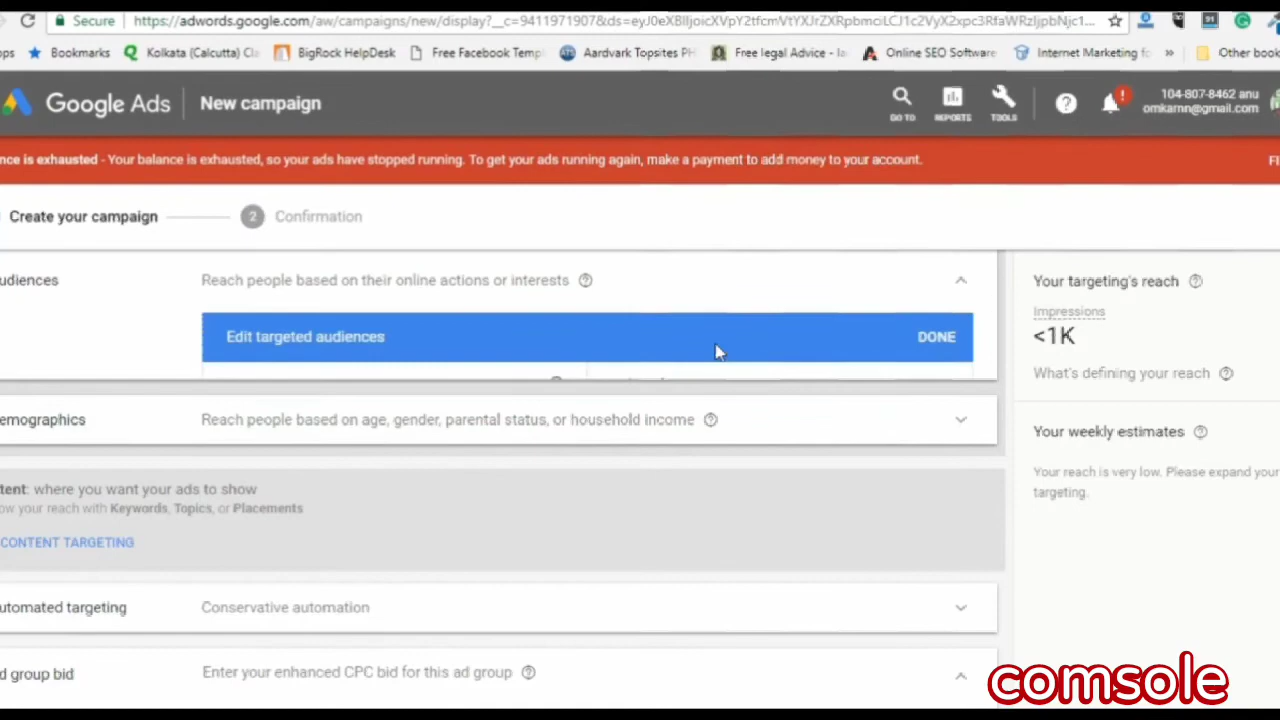 Secure https://adwords.google.com/aw/campaigns/new/display?__c=9411971907&ds=
ps Bookmarks Kolkata (Calcutta) Cl Free Facebook Temp BigRock HelpDesk Aardvark Topsites PH Free legal Advice - la Online SEO Software Internet Marketing fo » Other book
Google Ads New campaign GO TO REPORTS TOOLS 104-807-8462 anu
omkarnn@gmail.com
nce is exhausted - Your balance is exhausted, so your ads have stopped running. To get your ads running again, make a payment to add money to your account. FI
Create your campaign 2 Confirmation
udiences Reach people based on their online actions or interests
Edit targeted audiences DONE
emographics Reach people based on age, gender, parental status, or household income
tent: where you want your ads to show
ow your reach with Keywords, Topics, or Placements
CONTENT TARGETING
utomated targeting Conservative automation
d group bid Enter your enhanced CPC bid for this ad group
Your targeting's reach
Impressions
<1K
What's defining your reach
Your weekly estimates
Your reach is very low. Please expand your
targeting.
comsole